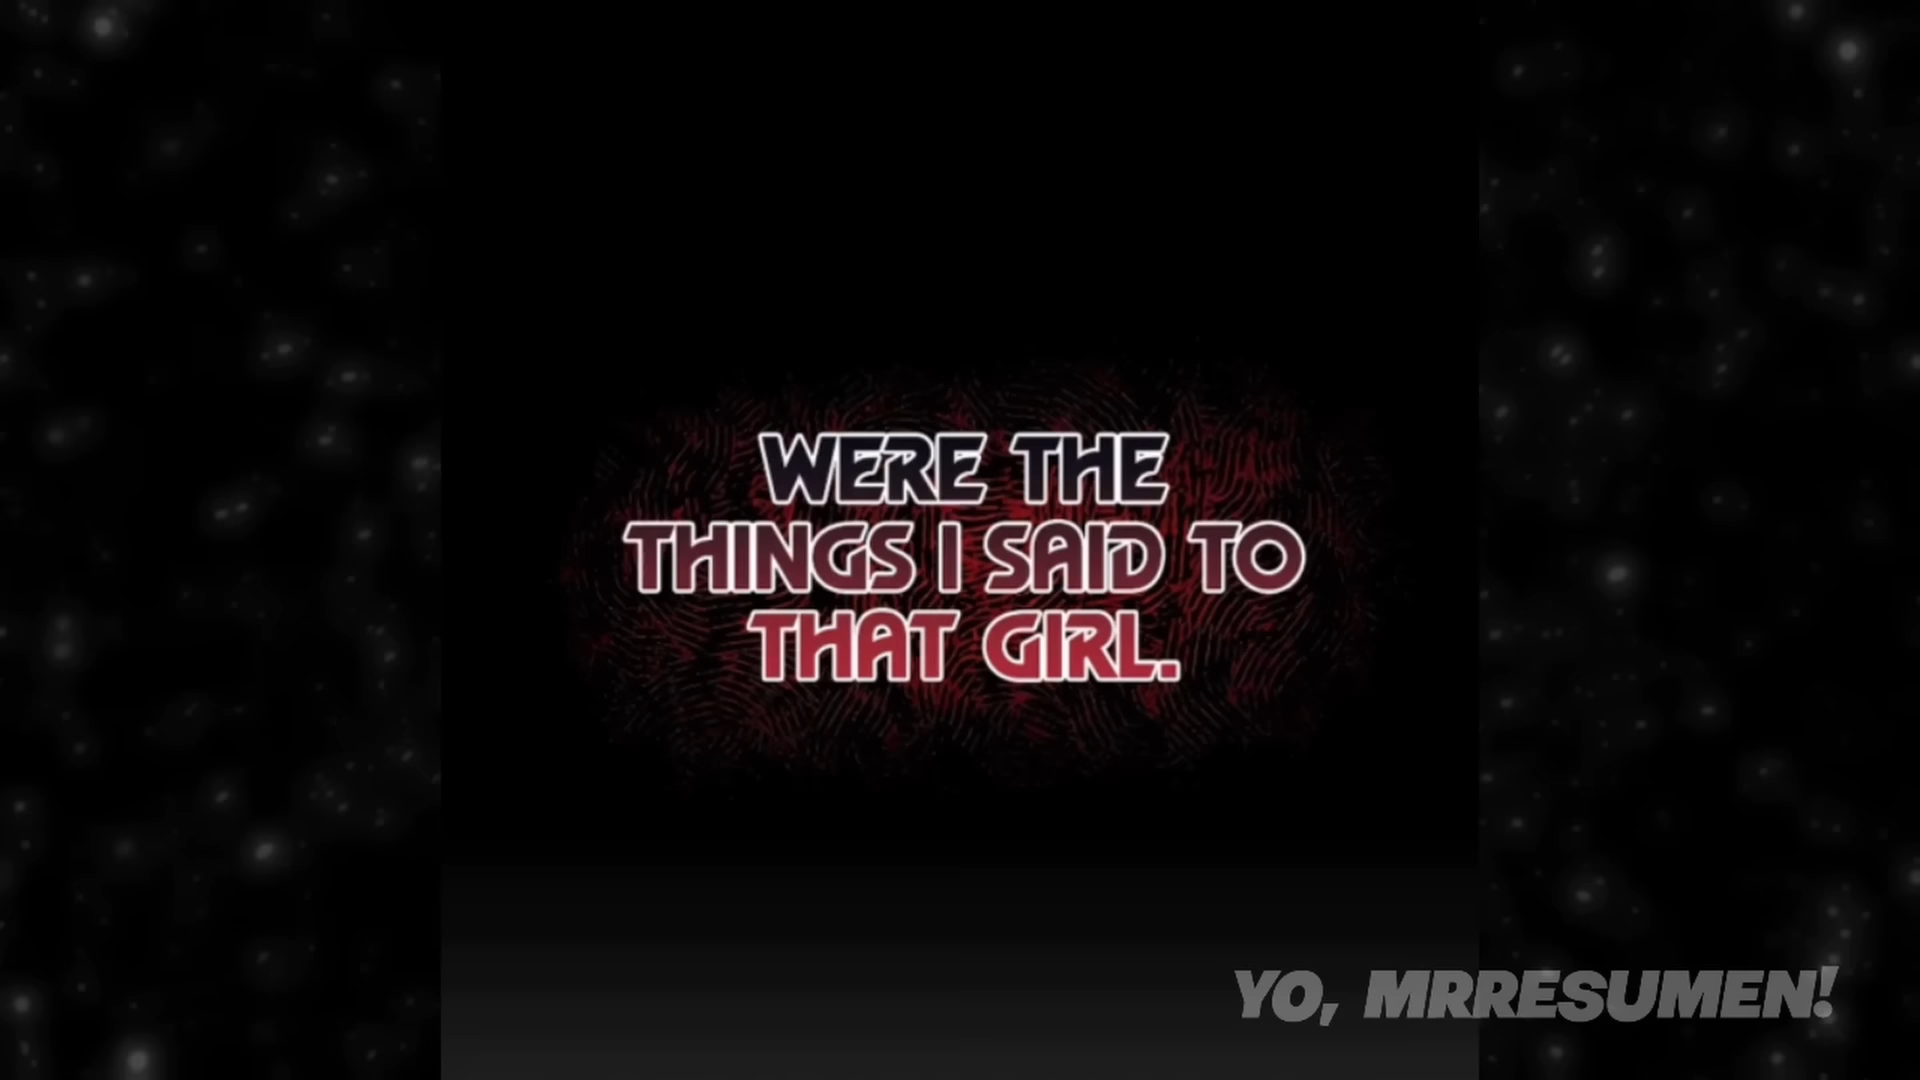 WERE THE
THINGS I SAID TO
THAT GIRL.
YO, MRRESUMEN!